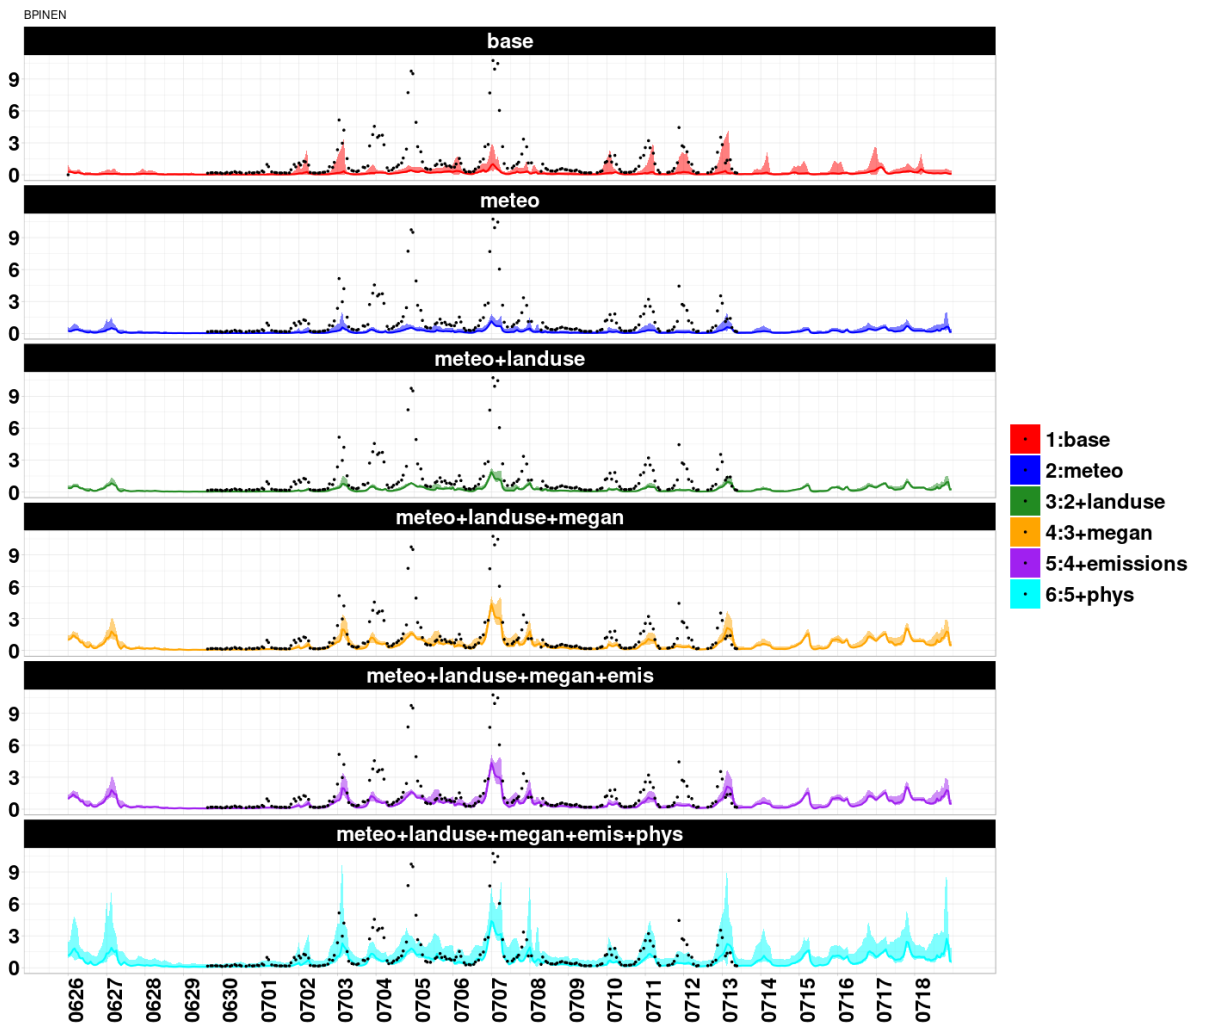 BPINEN
base
9
6
3
0
meteo
9
6
3
0
meteo+landuse
9
6
3
0
meteo+landuse+megan
9
6
3
0
meteo+landuse+megan+emis
9
6
3
0
meteo+landuse+megan+emis+phys
9
6
3
0
0626 0627 0628 0629 0630 0701 0702 0703 0704 0705 0706 0707 0708 0709 0710 0711 0712 0713 0714 0715 0716 0717 0718
1:base
2:meteo
3:2+landuse
4:3+megan
5:4+emissions
6:5+phys